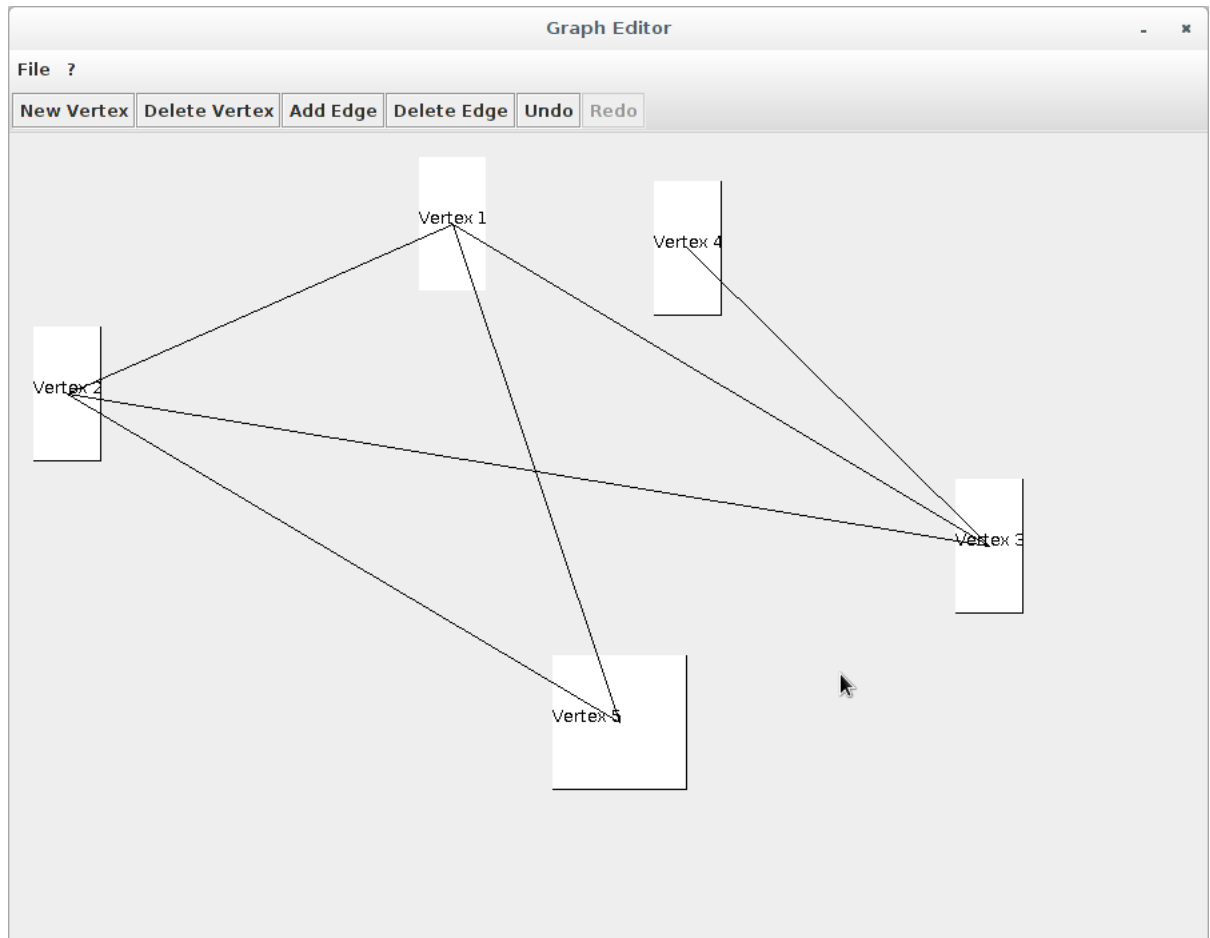 Graph Editor
File ?
New Vertex Delete Vertex Add Edge Delete Edge Undo Redo
Vertex 1
Vertex 4
Vertex 2
Vertex 3
Vertex 5